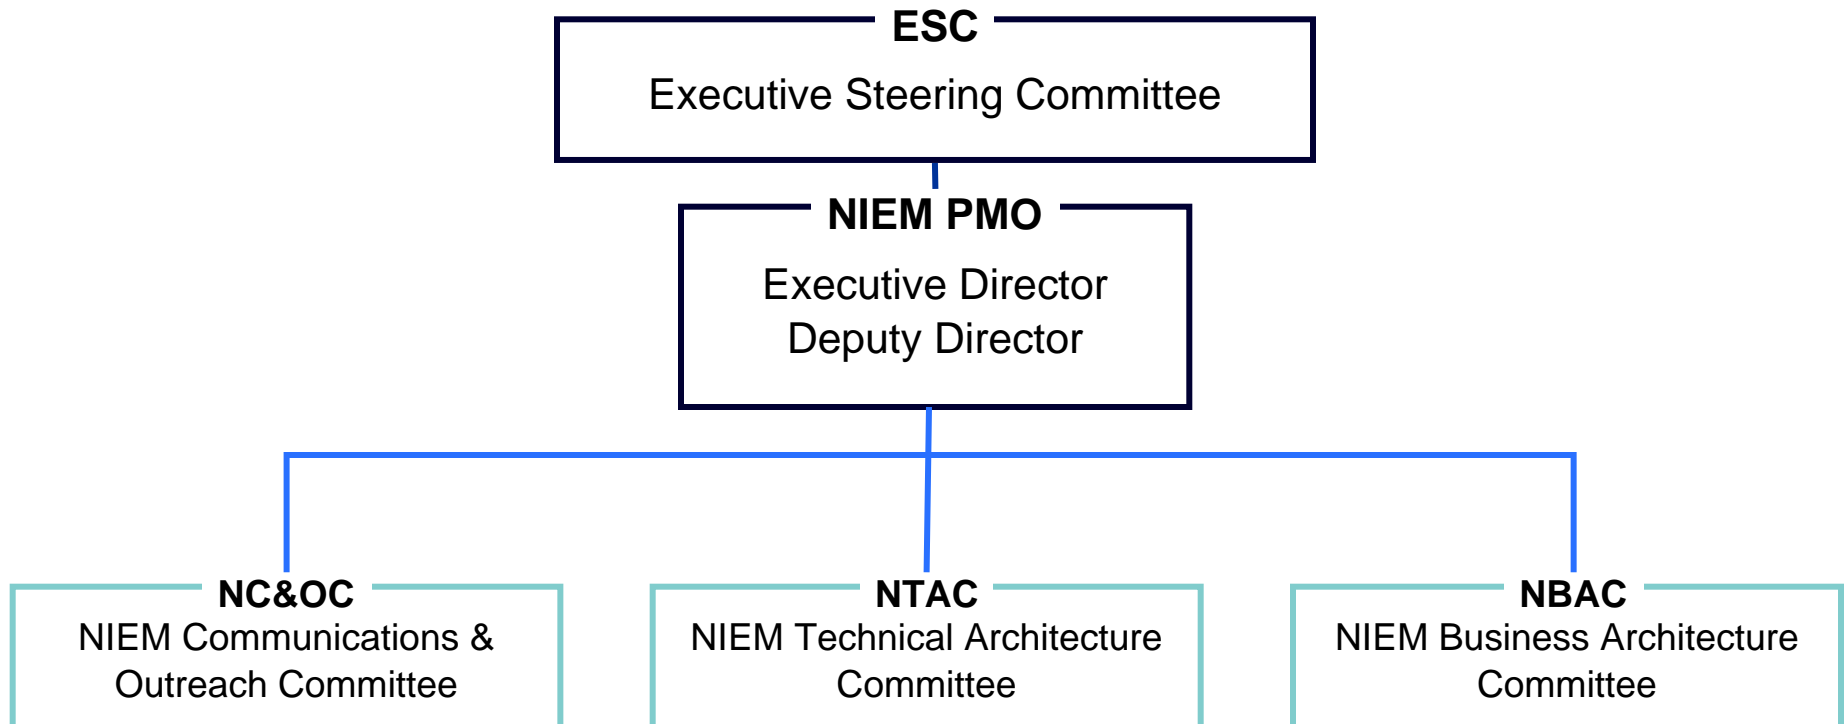 ESC
Executive Steering Committee
NIEM PMO
Executive Director
Deputy Director
NC&OC
NIEM Communications &
Outreach Committee
NTAC
NIEM Technical Architecture
Committee
NBAC
NIEM Business Architecture
Committee